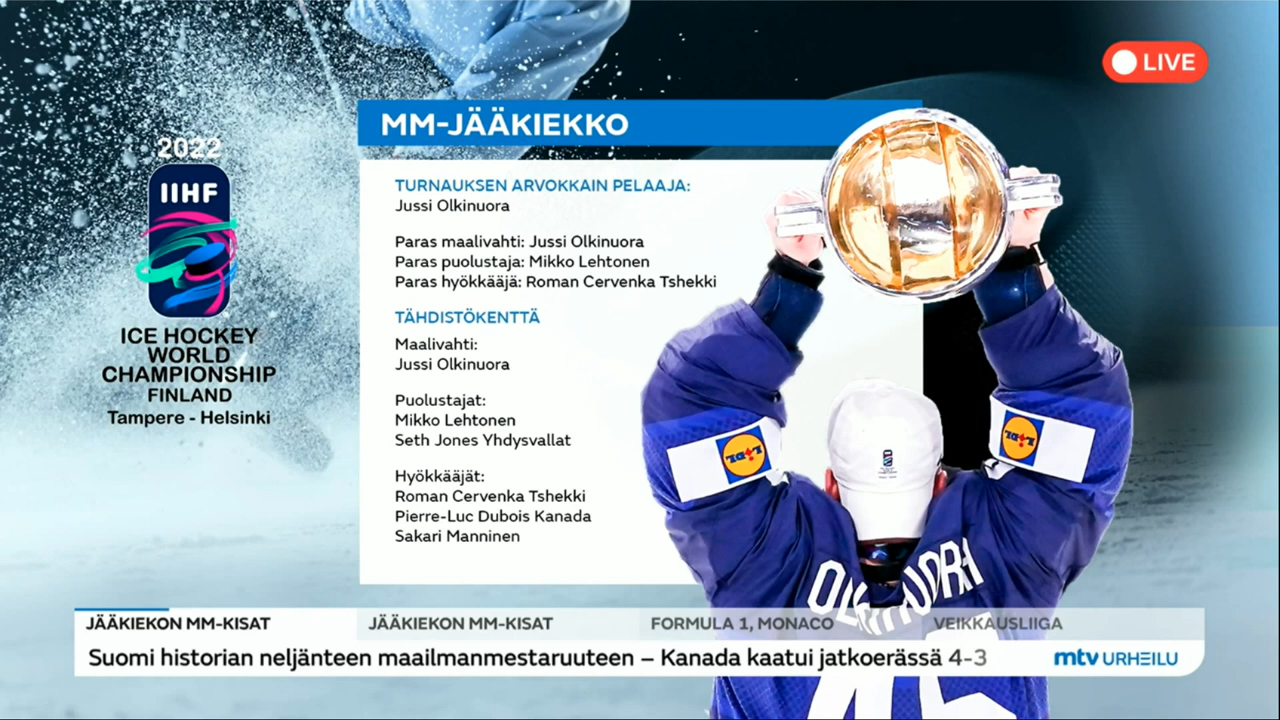 LIVE
2022
IIHF
ICE HOCKEY
WORLD
CHAMPIONSHIP
FINLAND
Tampere - Helsinki
MM-JÄÄKIEKKO
TURNAUKSEN ARVOKKAIN PELAAJA:
Jussi Olkinuora
Paras maalivahti: Jussi Olkinuora
Paras puolustaja: Mikko Lehtonen
Paras hyökkääjä: Roman Cervenka Tshekki
TÄHDISTÖKENTTÄ
Maalivahti:
Jussi Olkinuora
Puolustajat:
Mikko Lehtonen
Seth Jones Yhdysvallat
Hyökkääjät:
Roman Cervenka Tshekki
Pierre-Luc Dubois Kanada
Sakari Manninen
LIDL
LIDL
JÄÄKIEKON MM-KISAT
JÄÄKIEKON MM-KISAT
FORMULA 1, MONACO
VEIKKAUSLIIGA
Suomi historian neljänteen maailmanmestaruuteen – Kanada kaatui jatkoerässä 4-3
mtv URHEILU